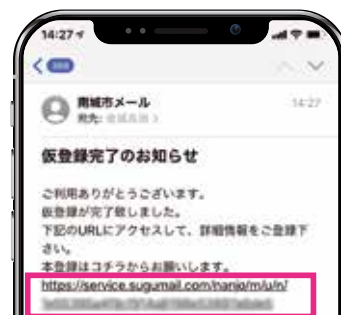 14:27
南城市メール
14:27
宛先:
仮登録完了のお知らせ
ご利用ありがとうございます。
仮登録が完了致しました。
下記のURLにアクセスして、詳細情報をご登録下
さい。
本登録はコチラからお願いします。
https://service.sugumail.com/nanjo/m/u/n/